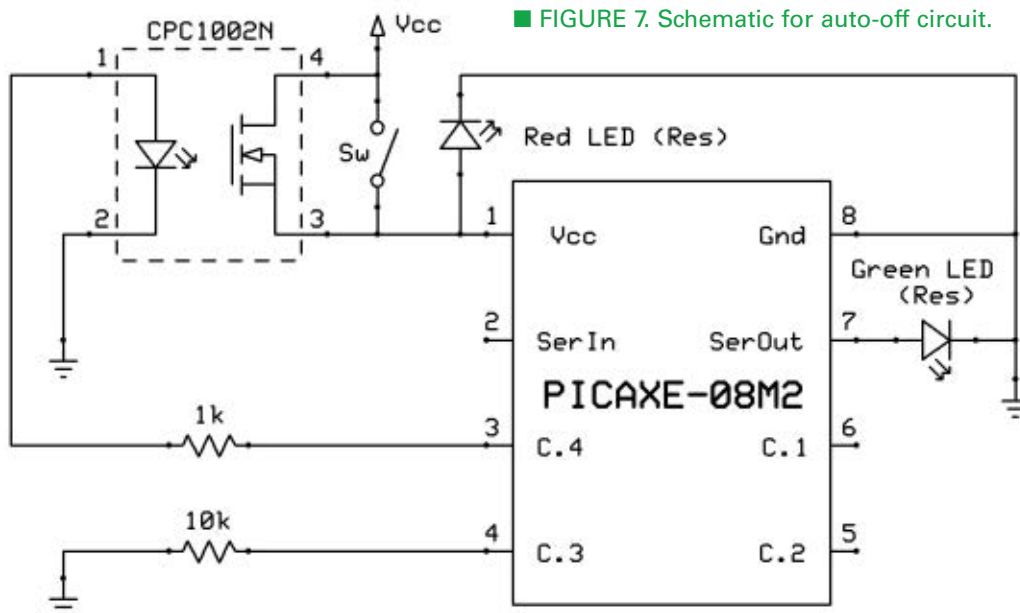 ■ FIGURE 7. Schematic for auto-off circuit.
CPC1002N
Vcc
1
4
Sw
Red LED (Res)
2
3
1
Vcc
Gnd
8
Green LED
(Res)
2
SerIn
SerOut
7
PICAXE-08M2
1k
3
C.4
C.1
6
10k
4
C.3
C.2
5